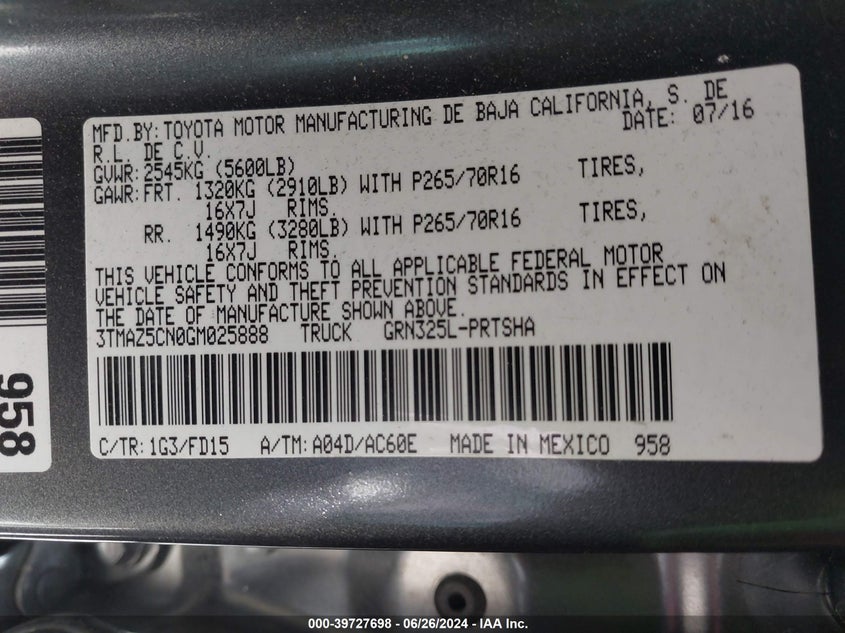 MFD.BY: TOYOTA MOTOR MANUFACTURING DE BAJA CALIFORNIA, S. DE
R.L. DE C.V. DATE: 07/16
GVWR: 2545KG (5600LB)
GAWR: FRT. 1320KG (2910LB) WITH P265/70R16 TIRES,
16X7J RIMS.
RR. 1490KG (3280LB) WITH P265/70R16 TIRES,
16X7J RIMS.
THIS VEHICLE CONFORMS TO ALL APPLICABLE FEDERAL MOTOR
VEHICLE SAFETY AND THEFT PREVENTION STANDARDS IN EFFECT ON
THE DATE OF MANUFACTURE SHOWN ABOVE.
3TMAZ5CN0GM025888 TRUCK GRN325L-PRTSHA
C/TR: 1G3/FD15 A/TM: A04D/AC60E MADE IN MEXICO 958
958
000-39727698 - 06/26/2024 - IAA Inc.